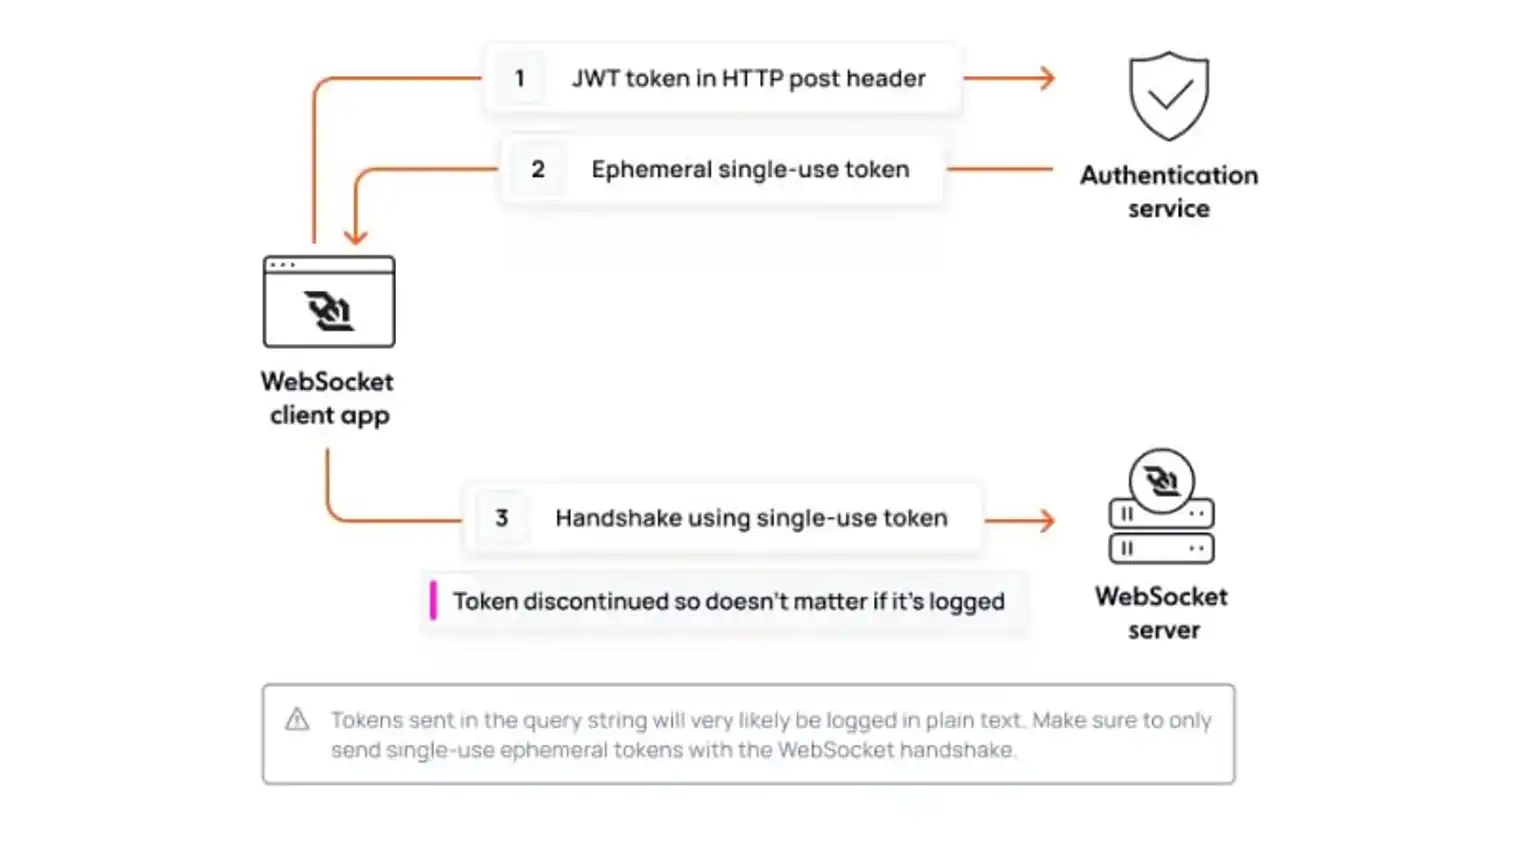 1 JWT token in HTTP post header
2 Ephemeral single-use token
Authentication
service
WebSocket
client app
3 Handshake using single-use token
Token discontinued so doesn't matter if it's logged
WebSocket
server
Tokens sent in the query string will very likely be logged in plain text. Make sure to only
send single-use ephemeral tokens with the WebSocket handshake.